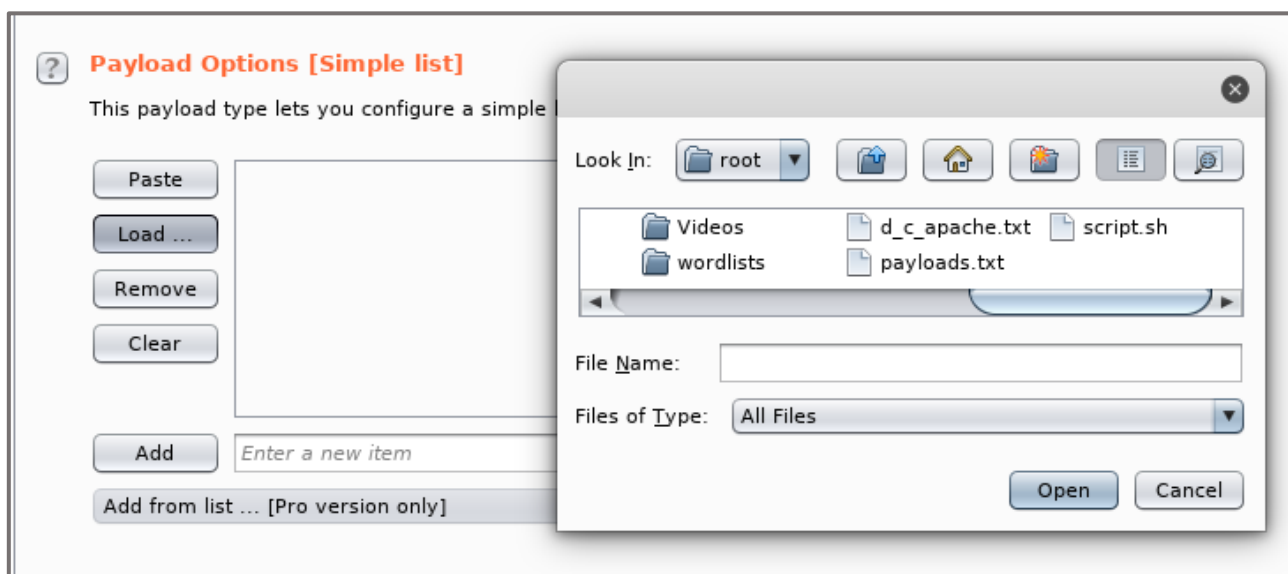 ?
Payload Options [Simple list]
This payload type lets you configure a simple
Paste
Load ...
Remove
Clear
Add
Enter a new item
Add from list ... [Pro version only]
Look In:
root
Videos
d_c_apache.txt
script.sh
wordlists
payloads.txt
File Name:
Files of Type:
All Files
Open
Cancel